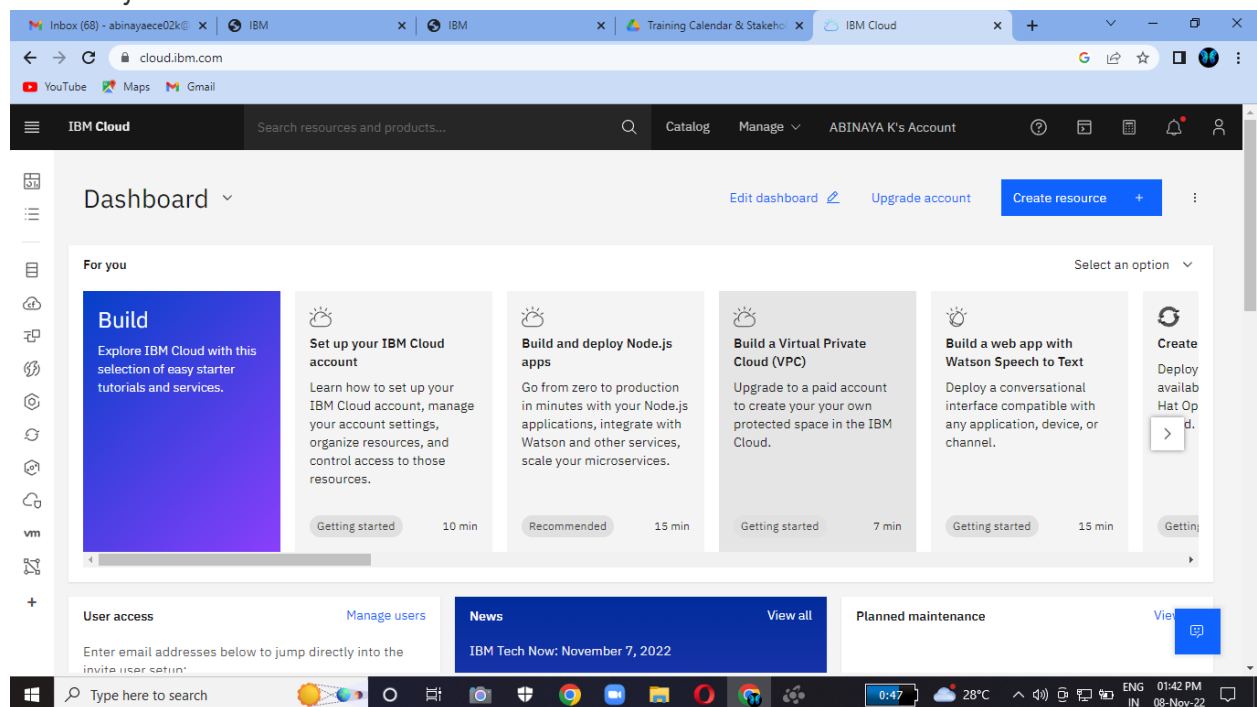 Inbox (68) - abinayaece02k@
IBM
IBM
Training Calendar & Stakehol
IBM Cloud
cloud.ibm.com
YouTube Maps Gmail
IBM Cloud
Search resources and products...
Catalog
Manage
ABINAYA K's Account
Dashboard
Edit dashboard
Upgrade account
Create resource +
For you
Select an option
Build
Explore IBM Cloud with this
selection of easy starter
tutorials and services.
Set up your IBM Cloud
account
Learn how to set up your
IBM Cloud account, manage
your account settings,
organize resources, and
control access to those
resources.
Getting started
10 min
Build and deploy Node.js
apps
Go from zero to production
in minutes with your Node.js
applications, integrate with
Watson and other services,
scale your microservices.
Recommended
15 min
Build a Virtual Private
Cloud (VPC)
Upgrade to a paid account
to create your your own
protected space in the IBM
Cloud.
Getting started
7 min
Build a web app with
Watson Speech to Text
Deploy a conversational
interface compatible with
any application, device, or
channel.
Getting started
15 min
Create
Deploy
availab
Hat Op
d.
Getting
vm
User access
Manage users
Enter email addresses below to jump directly into the
invite user setup:
News
View all
IBM Tech Now: November 7, 2022
Planned maintenance
View
Type here to search
0:47
28°C
ENG
IN
01:42 PM
08-Nov-22